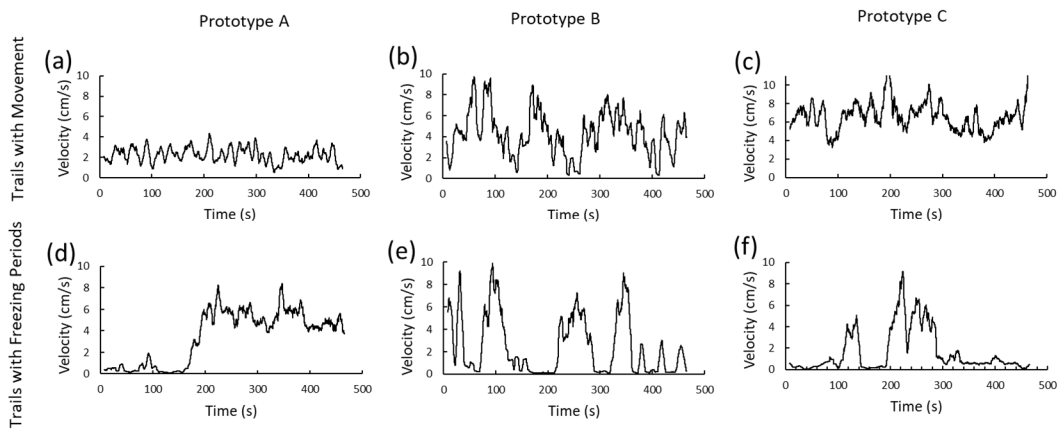 Prototype A
Prototype B
Prototype C
Trails with Movement
(a)
Velocity (cm/s)
10
8
6
4
2
0
0 100 200 300 400 500
Time (s)
(b)
Velocity (cm/s)
10
8
6
4
2
0
0 100 200 300 400 500
Time (s)
(c)
Velocity (cm/s)
10
8
6
4
2
0
0 100 200 300 400 500
Time (s)
Trails with Freezing Periods
(d)
Velocity (cm/s)
10
8
6
4
2
0
0 100 200 300 400 500
Time (s)
(e)
Velocity (cm/s)
10
8
6
4
2
0
0 100 200 300 400 500
Time (s)
(f)
Velocity (cm/s)
10
8
6
4
2
0
0 100 200 300 400 500
Time (s)